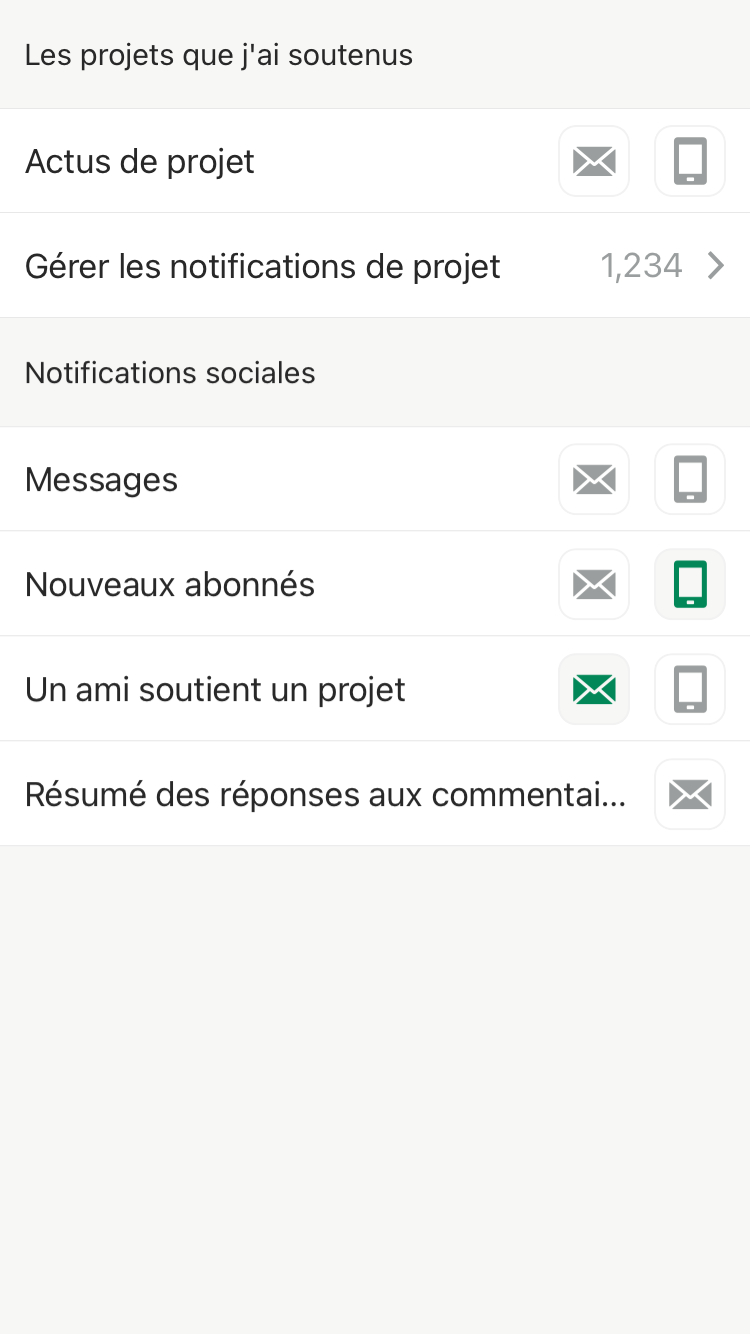 Les projets que j'ai soutenus
Actus de projet
Gérer les notifications de projet 1,234
Notifications sociales
Messages
Nouveaux abonnés
Un ami soutient un projet
Résumé des réponses aux commentai...